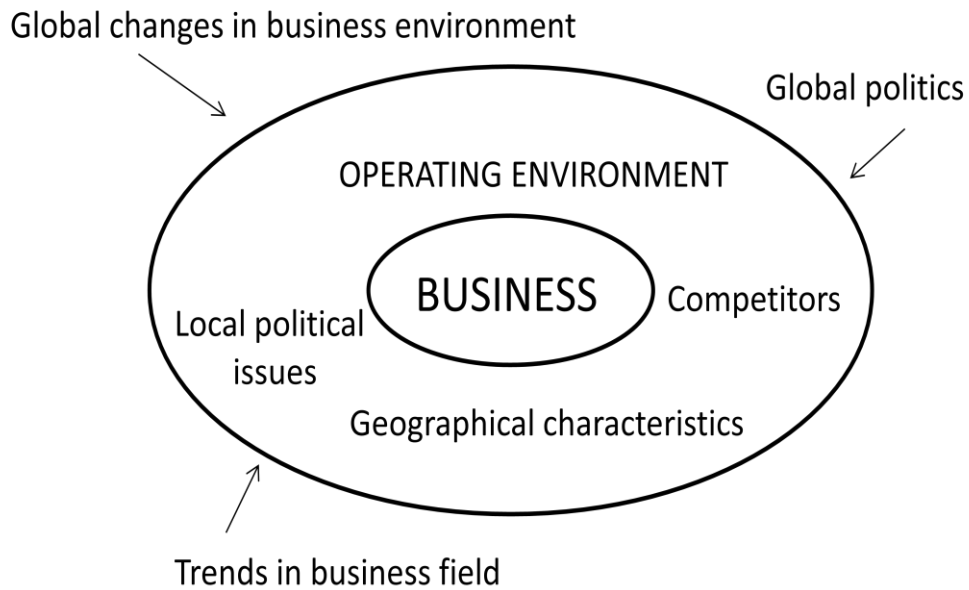 Global changes in business environment
Global politics
OPERATING ENVIRONMENT
BUSINESS
Competitors
Local political
issues
Geographical characteristics
Trends in business field